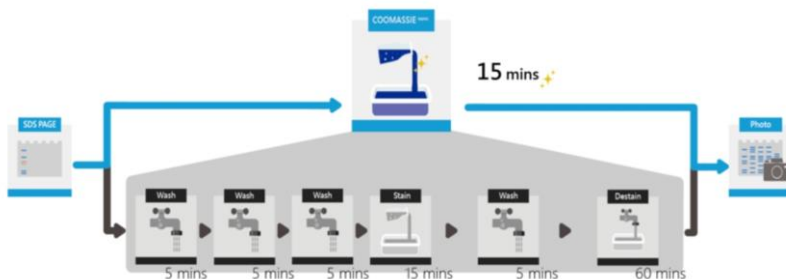 COOMASSIE
15 mins
SDS PAGE
Photo
Wash
Wash
Wash
Stain
Wash
Destain
5 mins
5 mins
5 mins
15 mins
5 mins
60 mins